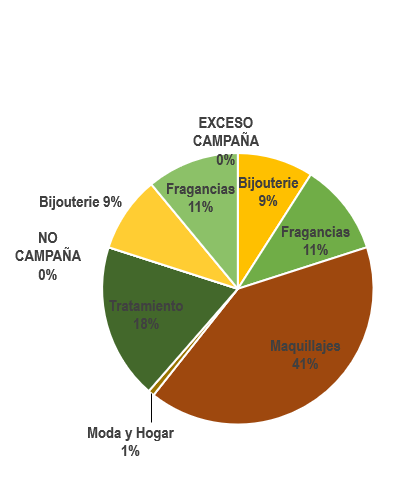 EXCESO
CAMPAÑA
0%
Bijouterie
9%
Fragancias
11%
Maquillajes
41%
Moda y Hogar
1%
Tratamiento
18%
NO
CAMPAÑA
0%
Bijouterie 9%
Fragancias
11%